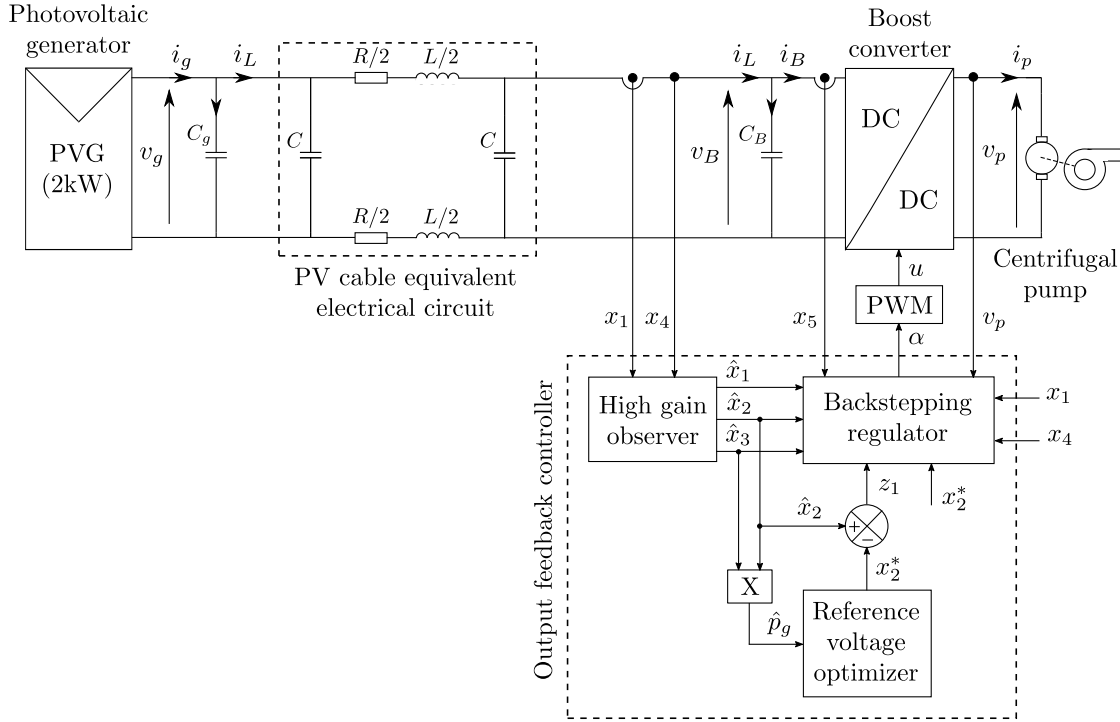 Photovoltaic
generator
i_g
i_L
R/2
L/2
i_L
i_B
Boost
converter
i_p
PVG
(2kW)
v_g
C_g
C
C
v_B
C_B
DC
DC
v_p
R/2
L/2
PV cable equivalent
electrical circuit
Centrifugal
pump
u
PWM
α
x_1
x_4
x_5
v_p
Output feedback controller
High gain
observer
x̂_1
x̂_2
x̂_3
Backstepping
regulator
x_1
x_4
z_1
x_2^*
x̂_2
+
−
x_2^*
X
p̂_g
Reference
voltage
optimizer